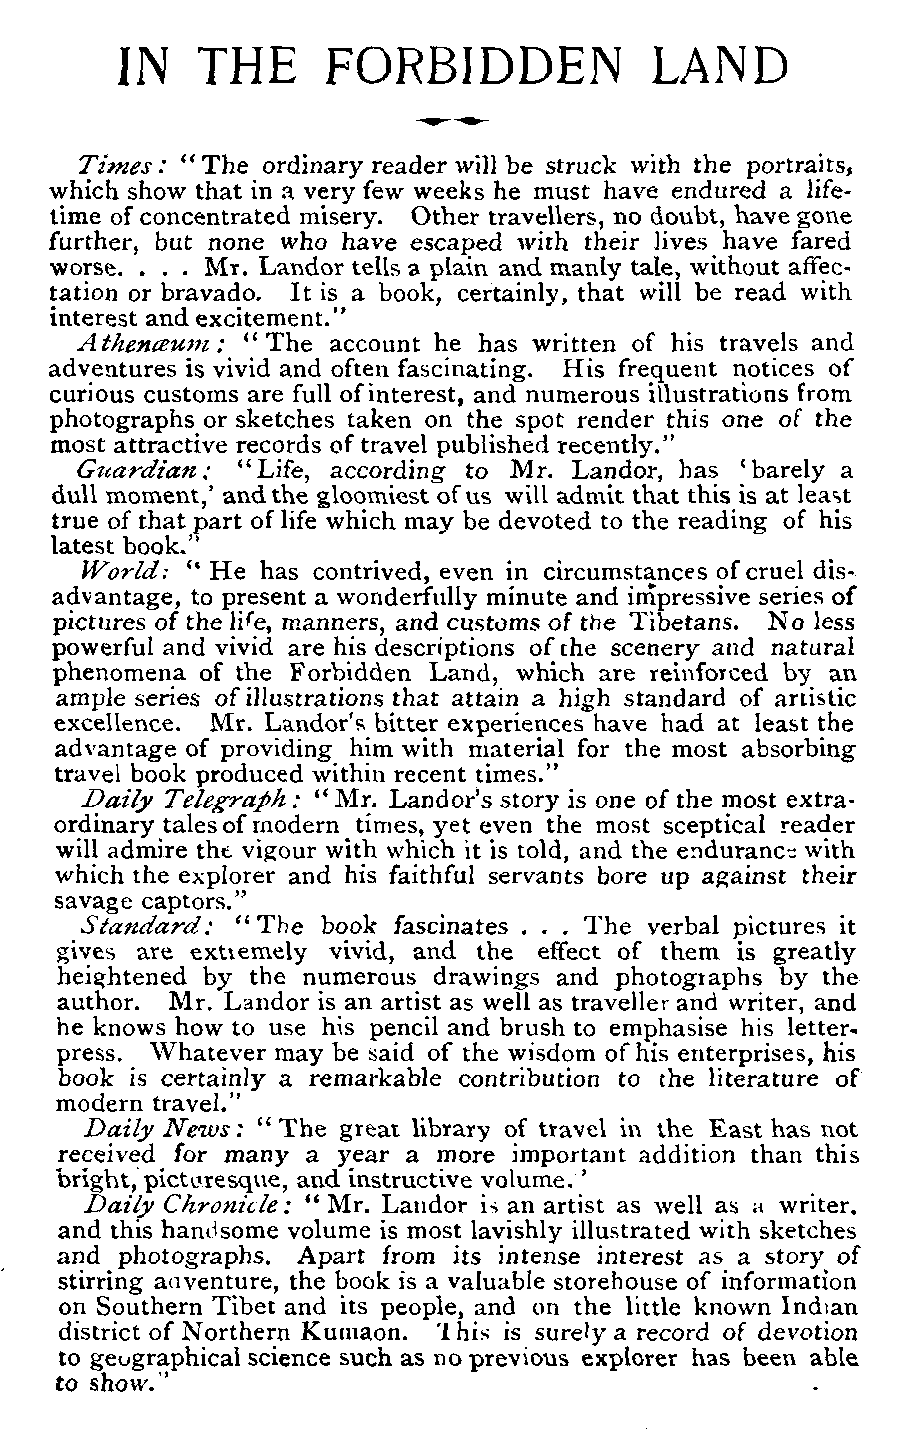 IN THE FORBIDDEN LAND
Times: "The ordinary reader will be struck with the portraits,
which show that in a very few weeks he must have endured a life-
time of concentrated misery. Other travellers, no doubt, have gone
further, but none who have escaped with their lives have fared
worse. . . . Mr. Landor tells a plain and manly tale, without affec-
tation or bravado. It is a book, certainly, that will be read with
interest and excitement."
Athenæum: "The account he has written of his travels and
adventures is vivid and often fascinating. His frequent notices of
curious customs are full of interest, and numerous illustrations from
photographs or sketches taken on the spot render this one of the
most attractive records of travel published recently."
Guardian: "Life, according to Mr. Landor, has 'barely a
dull moment,' and the gloomiest of us will admit that this is at least
true of that part of life which may be devoted to the reading of his
latest book."
World: "He has contrived, even in circumstances of cruel dis-
advantage, to present a wonderfully minute and impressive series of
pictures of the life, manners, and customs of the Tibetans. No less
powerful and vivid are his descriptions of the scenery and natural
phenomena of the Forbidden Land, which are reinforced by an
ample series of illustrations that attain a high standard of artistic
excellence. Mr. Landor's bitter experiences have had at least the
advantage of providing him with material for the most absorbing
travel book produced within recent times."
Daily Telegraph: "Mr. Landor's story is one of the most extra-
ordinary tales of modern times, yet even the most sceptical reader
will admire the vigour with which it is told, and the endurance with
which the explorer and his faithful servants bore up against their
savage captors."
Standard: "The book fascinates . . . The verbal pictures it
gives are extremely vivid, and the effect of them is greatly
heightened by the numerous drawings and photographs by the
author. Mr. Landor is an artist as well as traveller and writer, and
he knows how to use his pencil and brush to emphasise his letter-
press. Whatever may be said of the wisdom of his enterprises, his
book is certainly a remarkable contribution to the literature of
modern travel."
Daily News: "The great library of travel in the East has not
received for many a year a more important addition than this
bright, picturesque, and instructive volume."
Daily Chronicle: "Mr. Landor is an artist as well as a writer,
and this handsome volume is most lavishly illustrated with sketches
and photographs. Apart from its intense interest as a story of
stirring adventure, the book is a valuable storehouse of information
on Southern Tibet and its people, and on the little known Indian
district of Northern Kumaon. This is surely a record of devotion
to geographical science such as no previous explorer has been able
to show."